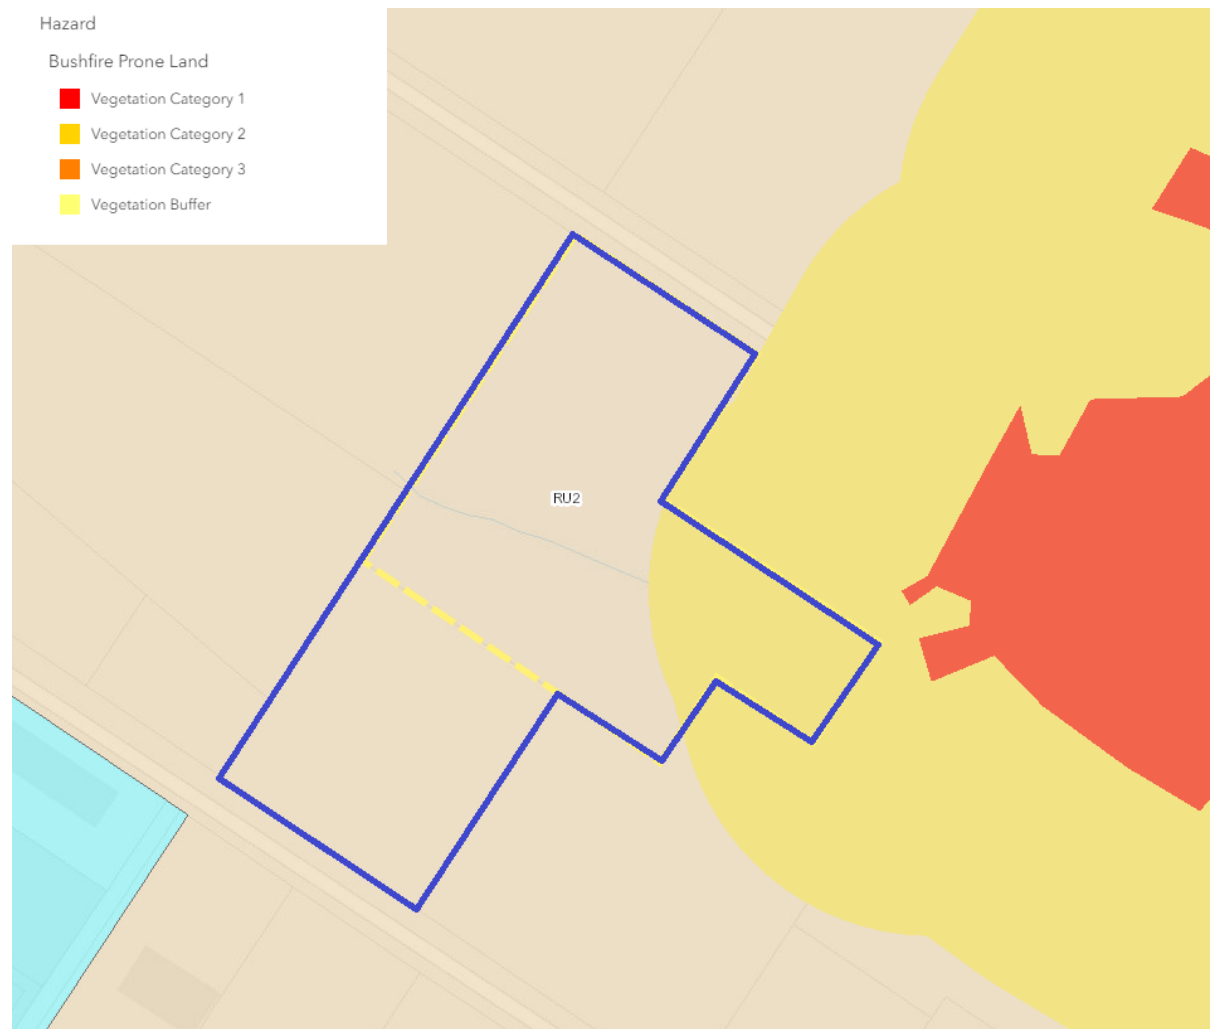 Hazard
Bushfire Prone Land
Vegetation Category 1
Vegetation Category 2
Vegetation Category 3
Vegetation Buffer
RU2